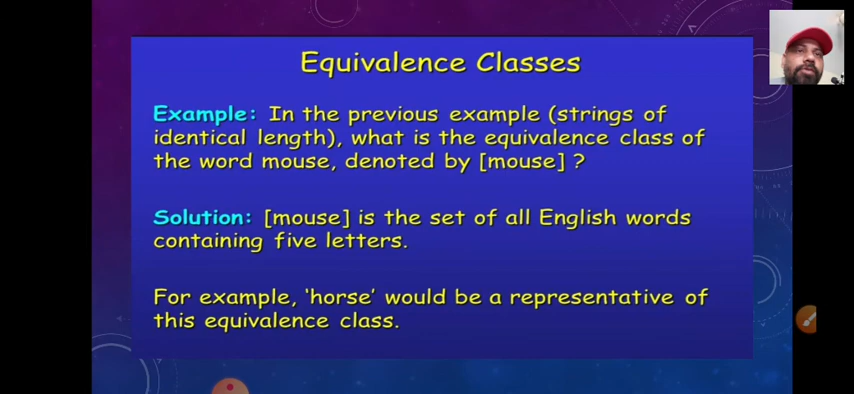 Equivalence Classes
Example: In the previous example (strings of
identical length), what is the equivalence class of
the word mouse, denoted by [mouse] ?
Solution: [mouse] is the set of all English words
containing five letters.
For example, ‘horse’ would be a representative of
this equivalence class.